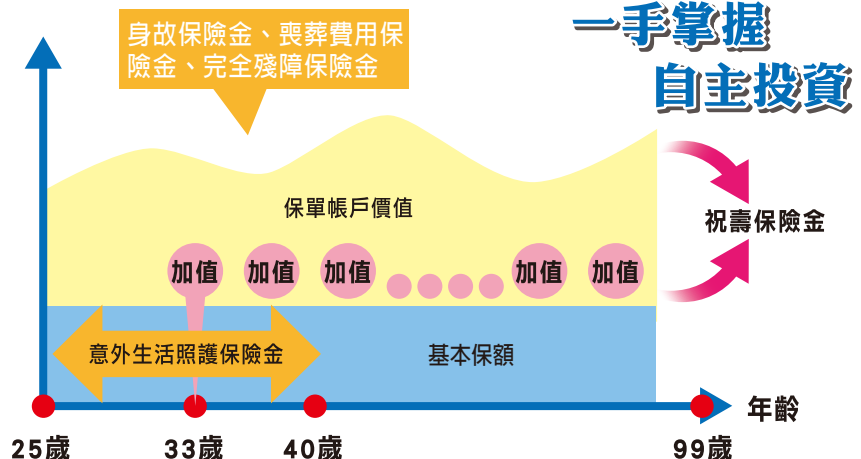 一手掌握
自主投資
身故保險金、喪葬費用保
險金、完全殘障保險金
保單帳戶價值
祝壽保險金
加值 加值 加值 加值 加值
意外生活照護保險金
基本保額
年齡
25歲 33歲 40歲 99歲